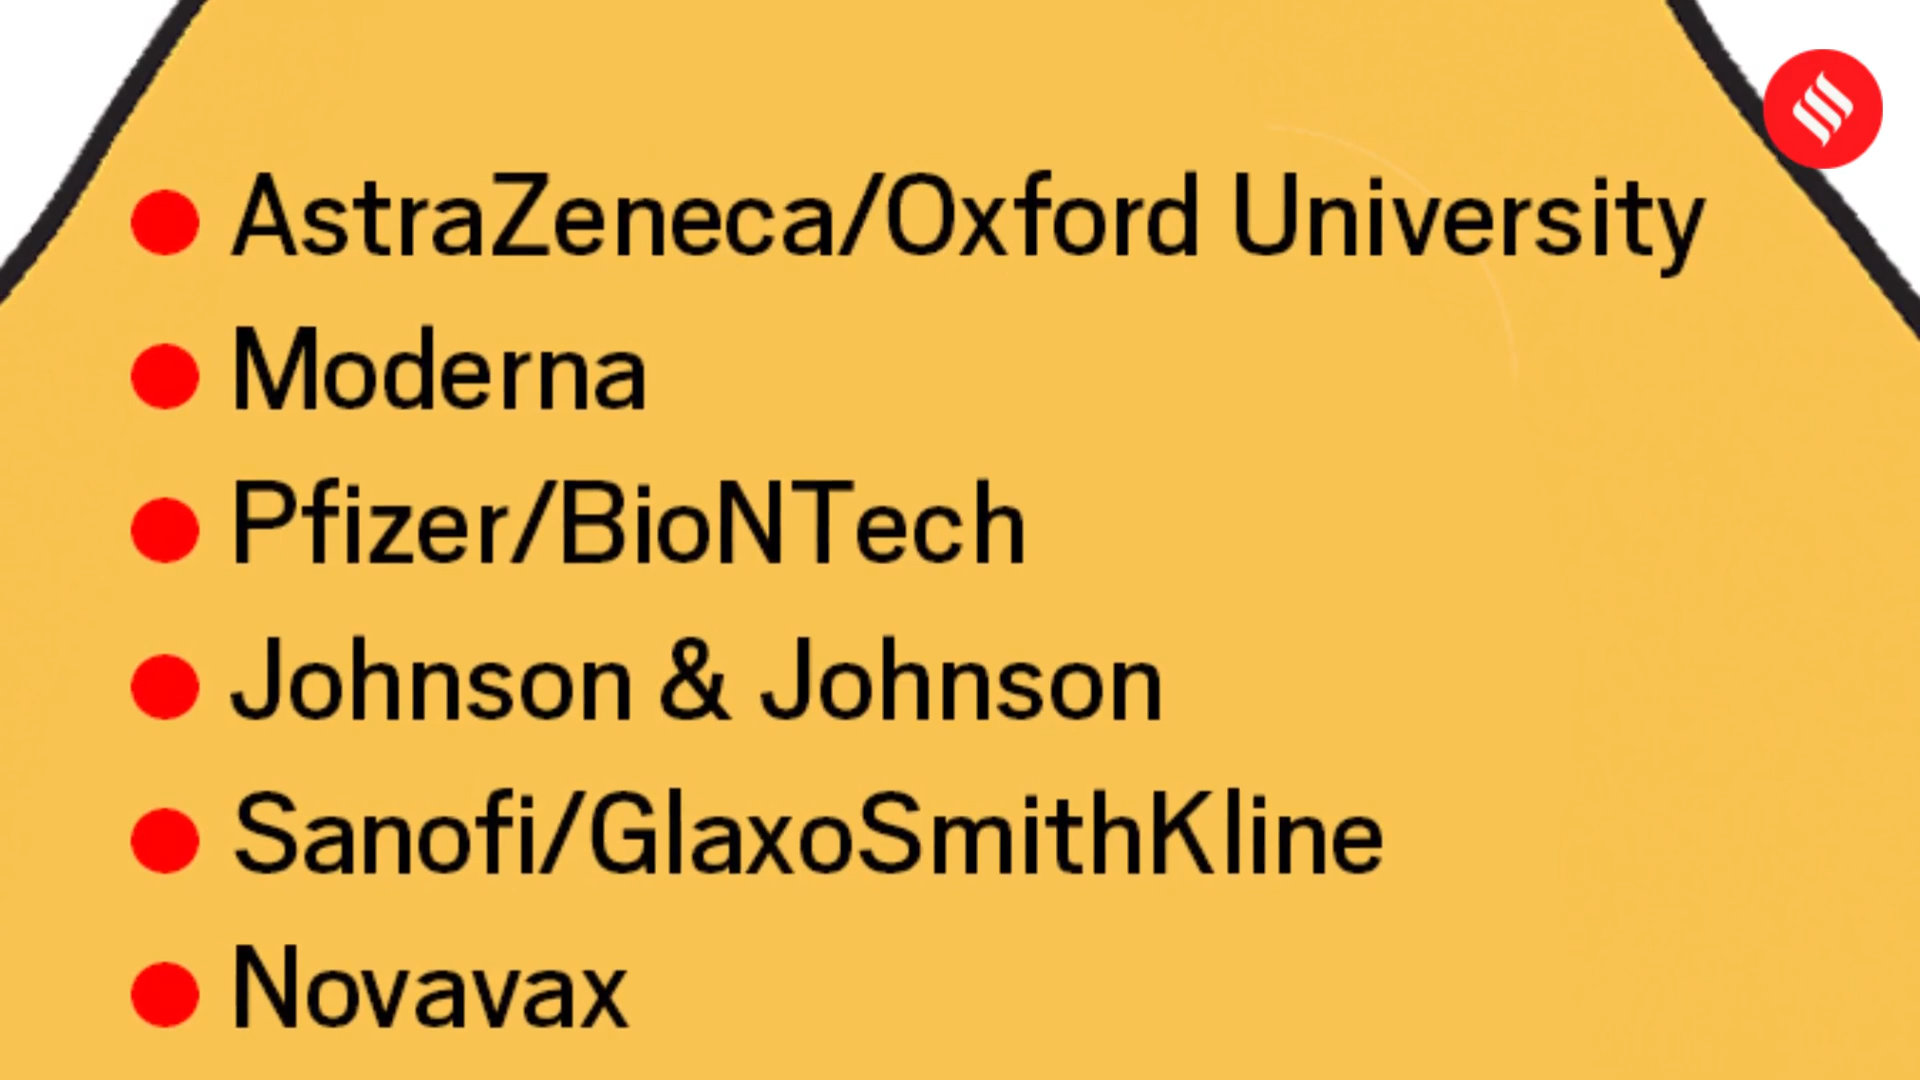 AstraZeneca/Oxford University
Moderna
Pfizer/BioNTech
Johnson & Johnson
Sanofi/GlaxoSmithKline
Novavax